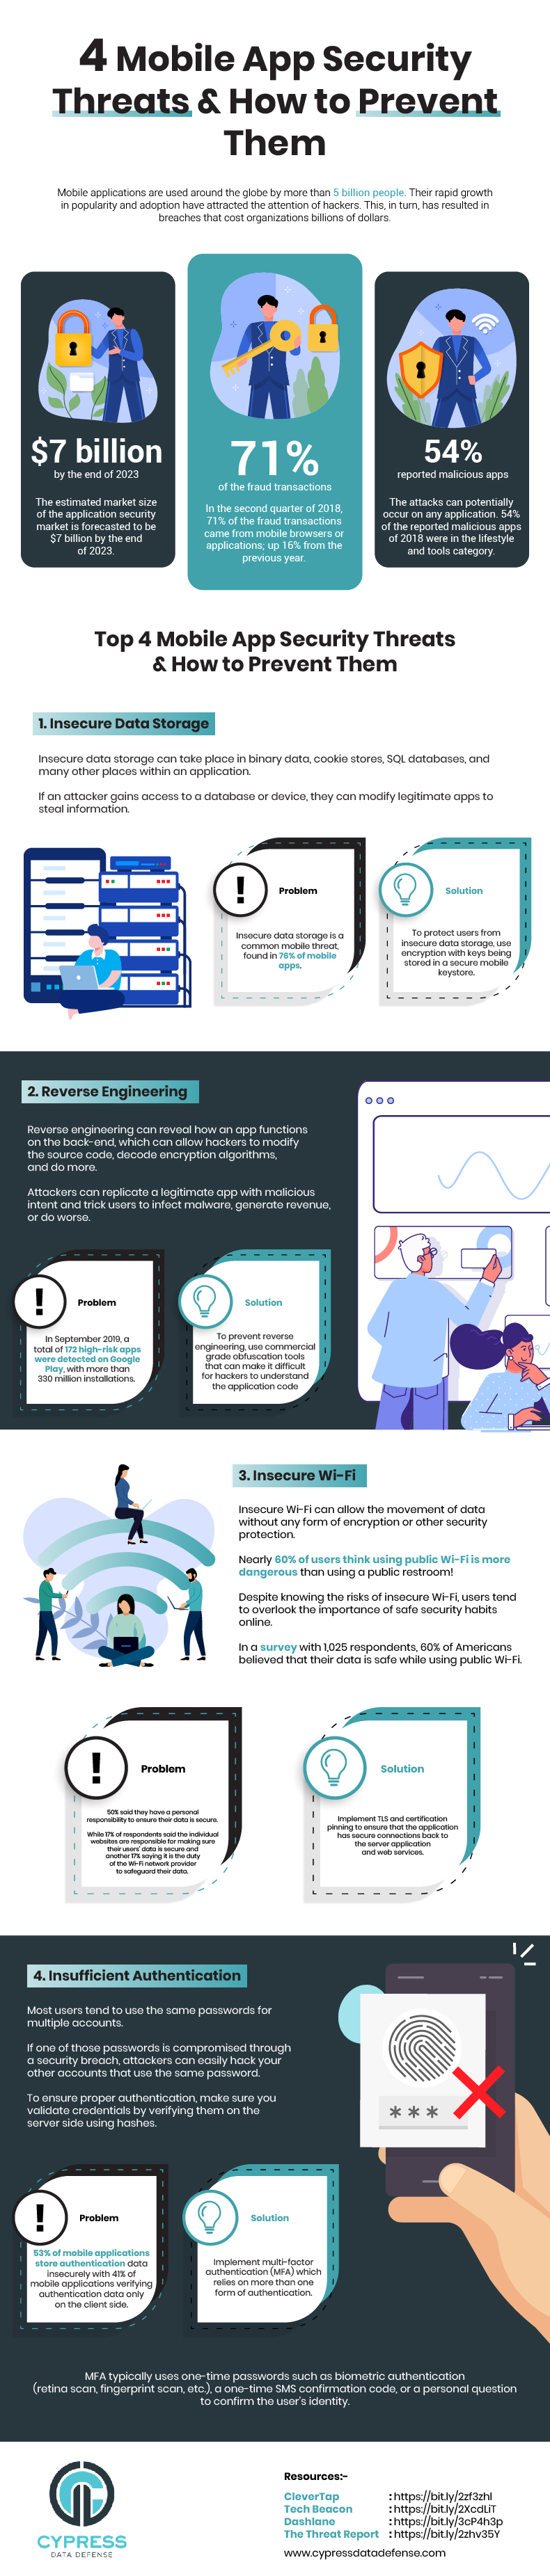 4 Mobile App Security
Threats & How to Prevent
Them
Mobile applications are used around the globe by more than 5 billion people. Their rapid growth
in popularity and adoption have attracted the attention of hackers. This, in turn, has resulted in
breaches that cost organizations billions of dollars.
$7 billion
by the end of 2023
The estimated market size
of the application security
market is forecasted to be
$7 billion by the end
of 2023.
71%
of the fraud transactions
In the second quarter of 2018,
71% of the fraud transactions
came from mobile browsers or
applications; up 16% from the
previous year.
54%
reported malicious apps
The attacks can potentially
occur on any application. 54%
of the reported malicious apps
of 2018 were in the lifestyle
and tools category.
Top 4 Mobile App Security Threats
& How to Prevent Them
1. Insecure Data Storage
Insecure data storage can take place in binary data, cookie stores, SQL databases, and
many other places within an application.
If an attacker gains access to a database or device, they can modify legitimate apps to
steal information.
!
Problem
Insecure data storage is a
common mobile threat,
found in 76% of mobile
apps.
Solution
To protect users from
insecure data storage, use
encryption with keys being
stored in a secure mobile
keystore.
2. Reverse Engineering
Reverse engineering can reveal how an app functions
on the back-end, which can allow hackers to modify
the source code, decode encryption algorithms,
and do more.
Attackers can replicate a legitimate app with malicious
intent and trick users to infect malware, generate revenue,
or do worse.
!
Problem
In September 2019, a
total of 172 high-risk apps
were detected on Google
Play, with more than
330 million installations.
Solution
To prevent reverse
engineering, use commercial
grade obfuscation tools
that can make it difficult
for hackers to understand
the application code
3. Insecure Wi-Fi
Insecure Wi-Fi can allow the movement of data
without any form of encryption or other security
protection.
Nearly 60% of users think using public Wi-Fi is more
dangerous than using a public restroom!
Despite knowing the risks of insecure Wi-Fi, users tend
to overlook the importance of safe security habits
online.
In a survey with 1,025 respondents, 60% of Americans
believed that their data is safe while using public Wi-Fi.
!
Problem
50% said they have a personal
responsibility to ensure their data is secure.
While 17% of respondents said the individual
websites are responsible for making sure
their users' data is secure and
another 17% saying it is the duty
of the Wi-Fi network provider
to safeguard their data.
Solution
Implement TLS and certification
pinning to ensure that the application
has secure connections back to
the server application
and web services.
4. Insufficient Authentication
Most users tend to use the same passwords for
multiple accounts.
If one of those passwords is compromised through
a security breach, attackers can easily hack your
other accounts that use the same password.
To ensure proper authentication, make sure you
validate credentials by verifying them on the
server side using hashes.
* * *
!
Problem
53% of mobile applications
store authentication data
insecurely with 41% of
mobile applications verifying
authentication data only
on the client side.
Solution
Implement multi-factor
authentication (MFA) which
relies on more than one
form of authentication.
MFA typically uses one-time passwords such as biometric authentication
(retina scan, fingerprint scan, etc.), a one-time SMS confirmation code, or a personal question
to confirm the user's identity.
CYPRESS
DATA DEFENSE
Resources:-
CleverTap : https://bit.ly/2zf3zhl
Tech Beacon : https://bit.ly/2XcdLiT
Dashlane : https://bit.ly/3cP4h3p
The Threat Report : https://bit.ly/2zhv35Y
www.cypressdatadefense.com